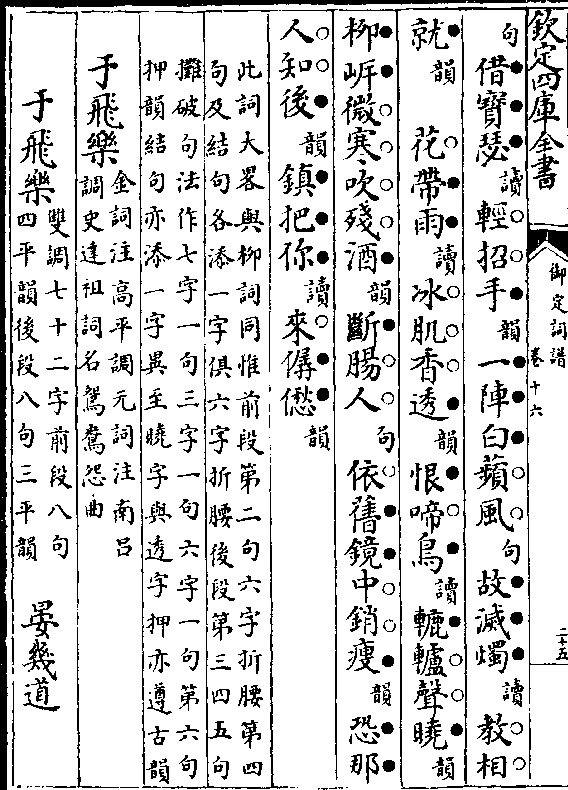 欽定四庫全書
御定詞譜
卷十六
二十五
句借寶瑟讀輕招手韻一陣白蘋風句故滅燭讀教相
就韻花帶雨讀冰肌香透韻恨啼鳥讀轆轤聲曉韻
柳岸微寒吹殘酒韻斷腸人句依舊鏡中銷瘦韻恐那
人知後韻鎮把你讀來僝僽韻
此詞大畧與柳詞同惟前段第二句六字折腰第四
句及結句各添一字俱六字折腰後段第三四五句
攤破句法作七字一句三字一句六字一句第六句
押韻結句亦添一字異至曉字與透字押亦遵古韻
于飛樂金詞注高平調元詞注南呂
調史達祖詞名鴛鴦怨曲
于飛樂雙調七十二字前段八句
四平韻後段八句三平韻
晏幾道